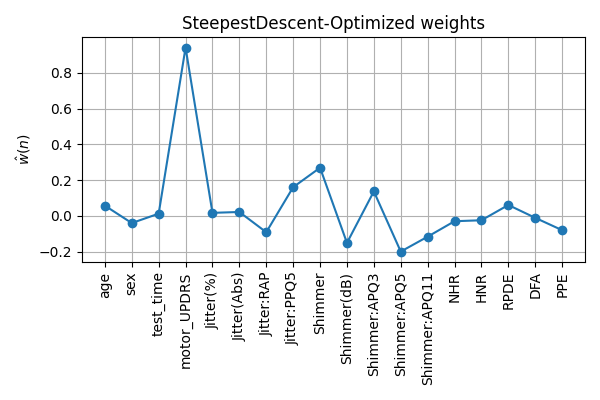 SteepestDescent-Optimized weights
ŵ(n)
0.8
0.6
0.4
0.2
0.0
−0.2
age
sex
test_time
motor_UPDRS
Jitter(%)
Jitter(Abs)
Jitter:RAP
Jitter:PPQ5
Shimmer
Shimmer(dB)
Shimmer:APQ3
Shimmer:APQ5
Shimmer:APQ11
NHR
HNR
RPDE
DFA
PPE